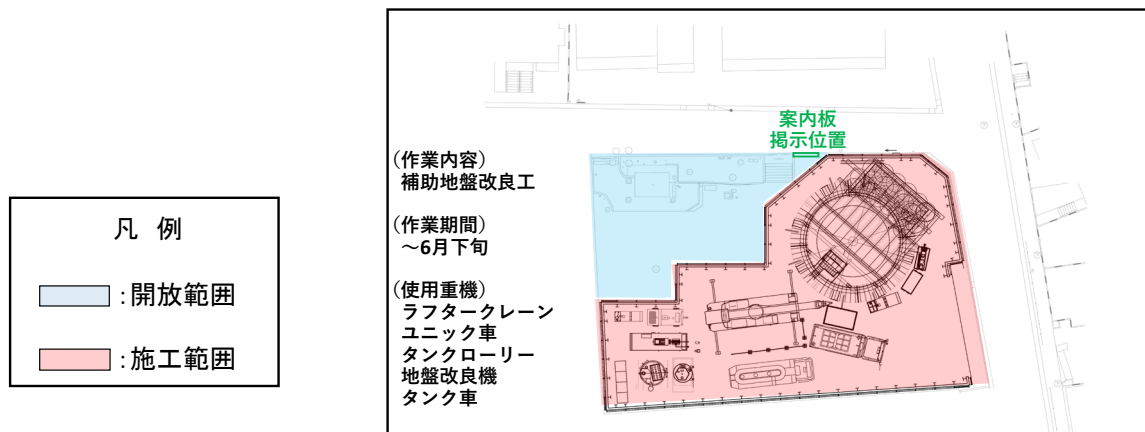 凡 例
:開放範囲
:施工範囲
案内板
掲示位置
(作業内容)
補助地盤改良工
(作業期間)
～6月下旬
(使用重機)
ラフタークレーン
ユニック車
タンクローリー
地盤改良機
タンク車